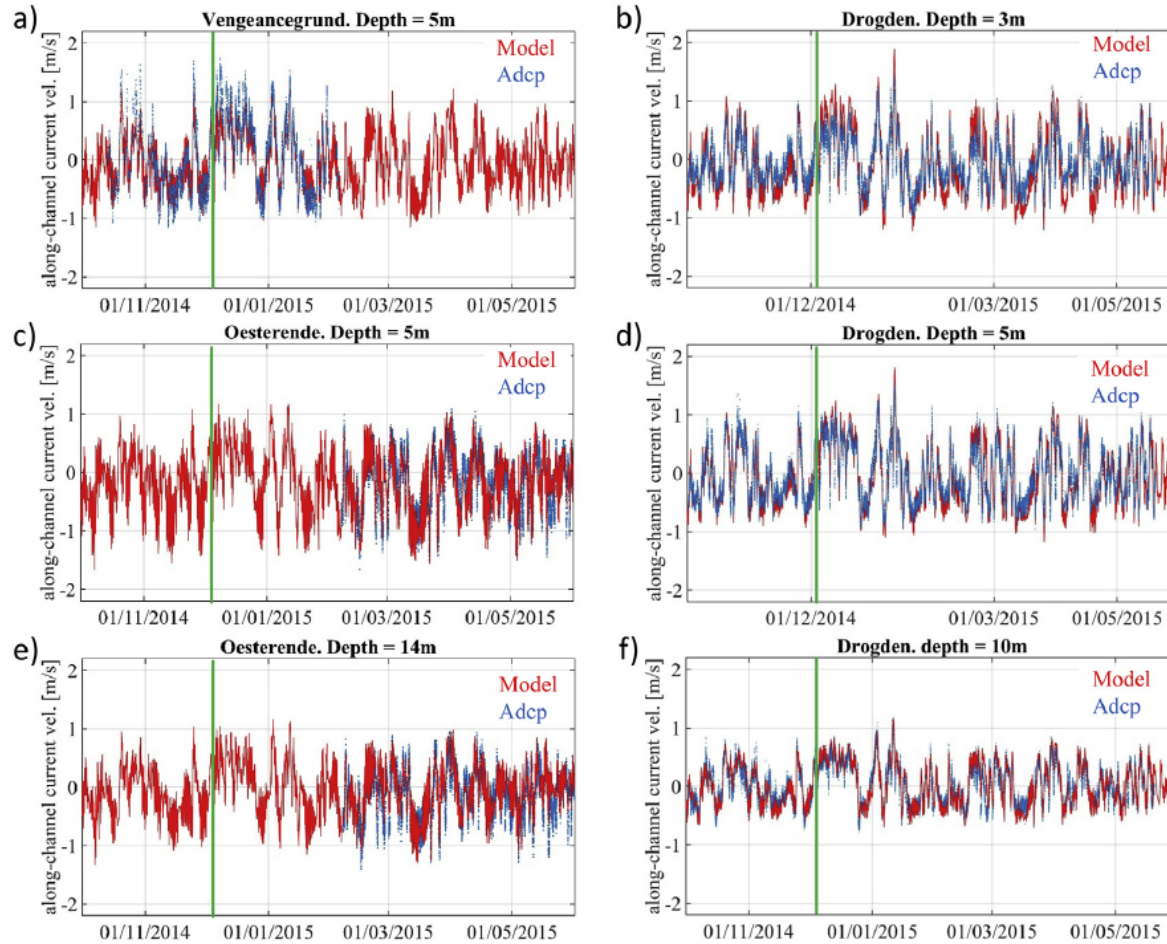 a)
Vengeancegrund. Depth = 5m
along-channel current vel. [m/s]
2
1
0
-1
-2
Model
Adcp
01/11/2014 01/01/2015 01/03/2015 01/05/2015
b)
Drogden. Depth = 3m
along-channel current vel. [m/s]
2
1
0
-1
-2
Model
Adcp
01/12/2014 01/03/2015 01/05/2015
c)
Oesterende. Depth = 5m
along-channel current vel. [m/s]
2
1
0
-1
-2
Model
Adcp
01/11/2014 01/01/2015 01/03/2015 01/05/2015
d)
Drogden. Depth = 5m
along-channel current vel. [m/s]
2
1
0
-1
-2
Model
Adcp
01/12/2014 01/03/2015 01/05/2015
e)
Oesterende. Depth = 14m
along-channel current vel. [m/s]
2
1
0
-1
-2
Model
Adcp
01/11/2014 01/01/2015 01/03/2015 01/05/2015
f)
Drogden. depth = 10m
along-channel current vel. [m/s]
2
1
0
-1
-2
Model
Adcp
01/11/2014 01/01/2015 01/03/2015 01/05/2015